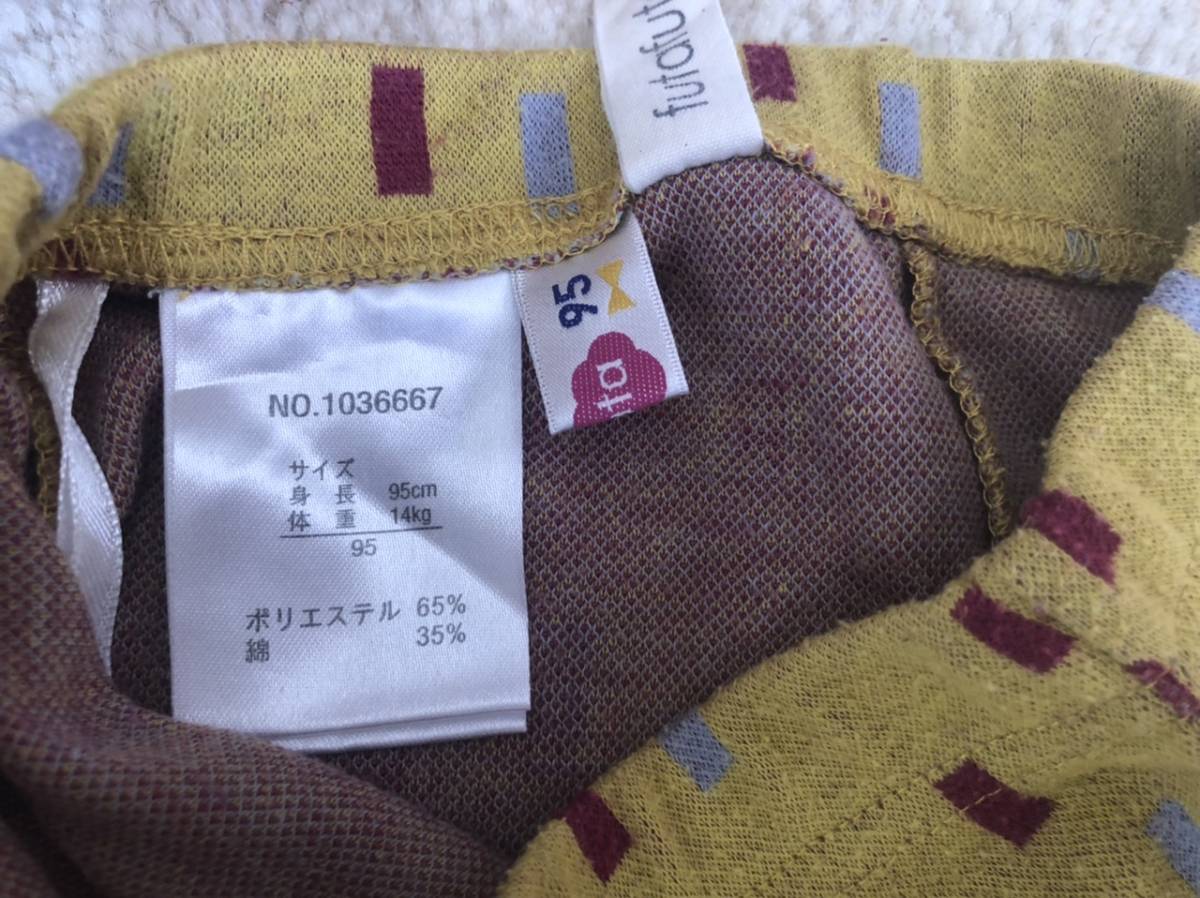 futafut
95
ta
NO.1036667
サイズ
身 長 95cm
体 重 14kg
95
ポリエステル 65%
綿 35%